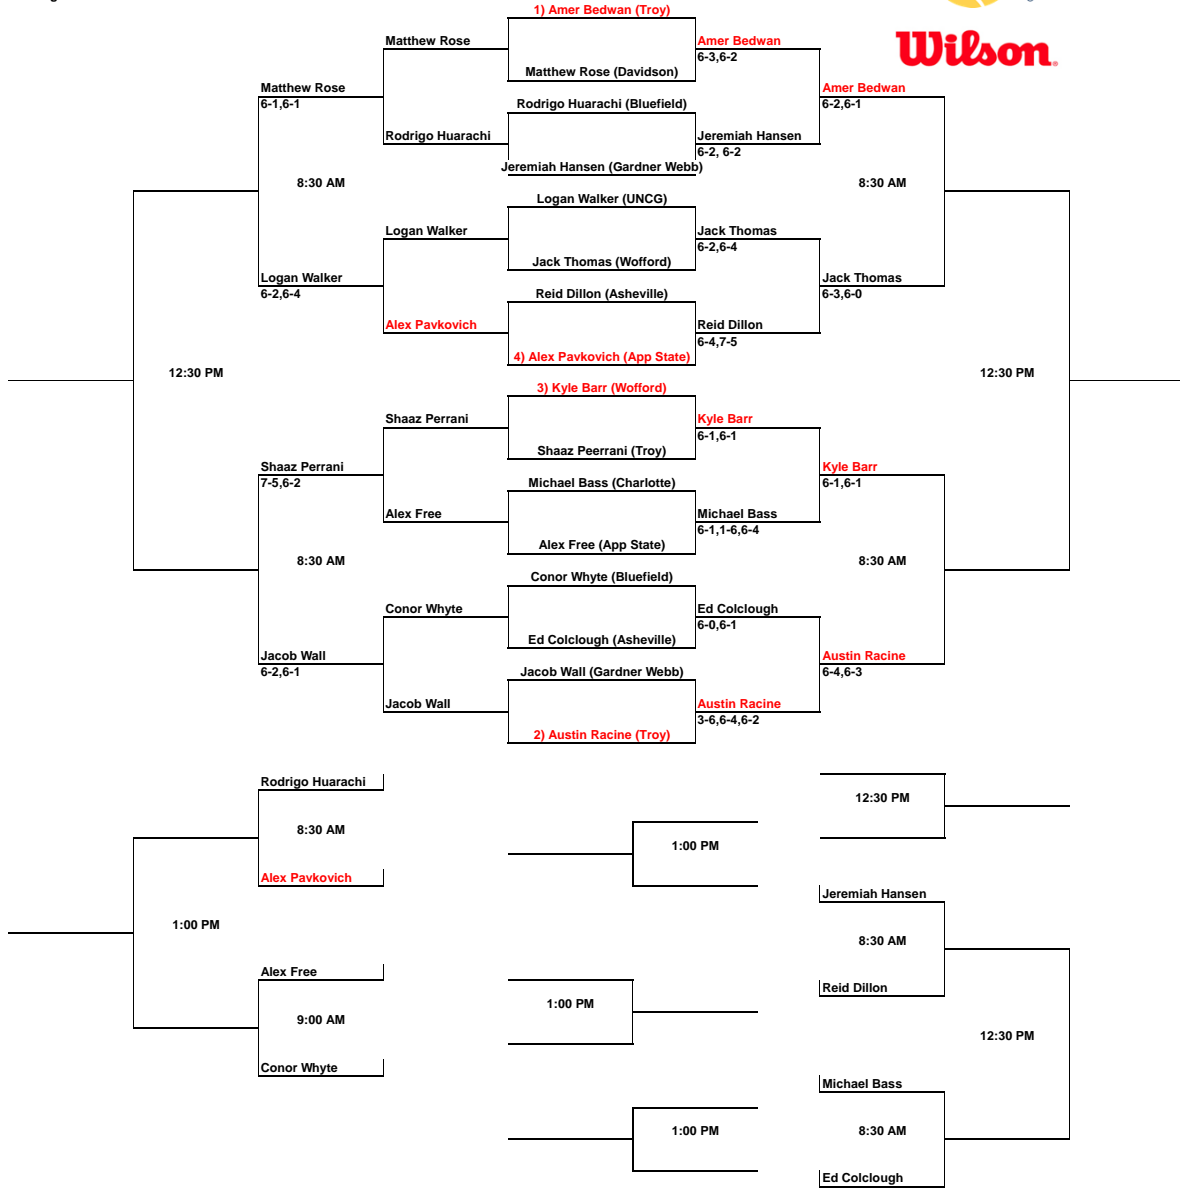 1) Amer Bedwan (Troy)
Matthew Rose
Amer Bedwan
Wilson
6-3,6-2
Matthew Rose (Davidson)
Matthew Rose
Amer Bedwan
6-1,6-1
Rodrigo Huarachi (Bluefield)
6-2,6-1
Rodrigo Huarachi
Jeremiah Hansen
6-2, 6-2
Jeremiah Hansen (Gardner Webb)
8:30 AM
8:30 AM
Logan Walker (UNCG)
Logan Walker
Jack Thomas
6-2,6-4
Jack Thomas (Wofford)
Logan Walker
Jack Thomas
6-2,6-4
Reid Dillon (Asheville)
6-3,6-0
Alex Pavkovich
Reid Dillon
6-4,7-5
4) Alex Pavkovich (App State)
12:30 PM
12:30 PM
3) Kyle Barr (Wofford)
Shaaz Perrani
Kyle Barr
6-1,6-1
Shaaz Peerrani (Troy)
Shaaz Perrani
Kyle Barr
7-5,6-2
Michael Bass (Charlotte)
6-1,6-1
Alex Free
Michael Bass
6-1,1-6,6-4
Alex Free (App State)
8:30 AM
8:30 AM
Conor Whyte (Bluefield)
Conor Whyte
Ed Colclough
6-0,6-1
Ed Colclough (Asheville)
Jacob Wall
Austin Racine
6-2,6-1
Jacob Wall (Gardner Webb)
6-4,6-3
Jacob Wall
Austin Racine
3-6,6-4,6-2
2) Austin Racine (Troy)
Rodrigo Huarachi
12:30 PM
8:30 AM
1:00 PM
Alex Pavkovich
Jeremiah Hansen
1:00 PM
8:30 AM
Alex Free
Reid Dillon
1:00 PM
9:00 AM
12:30 PM
Conor Whyte
Michael Bass
1:00 PM
8:30 AM
Ed Colclough